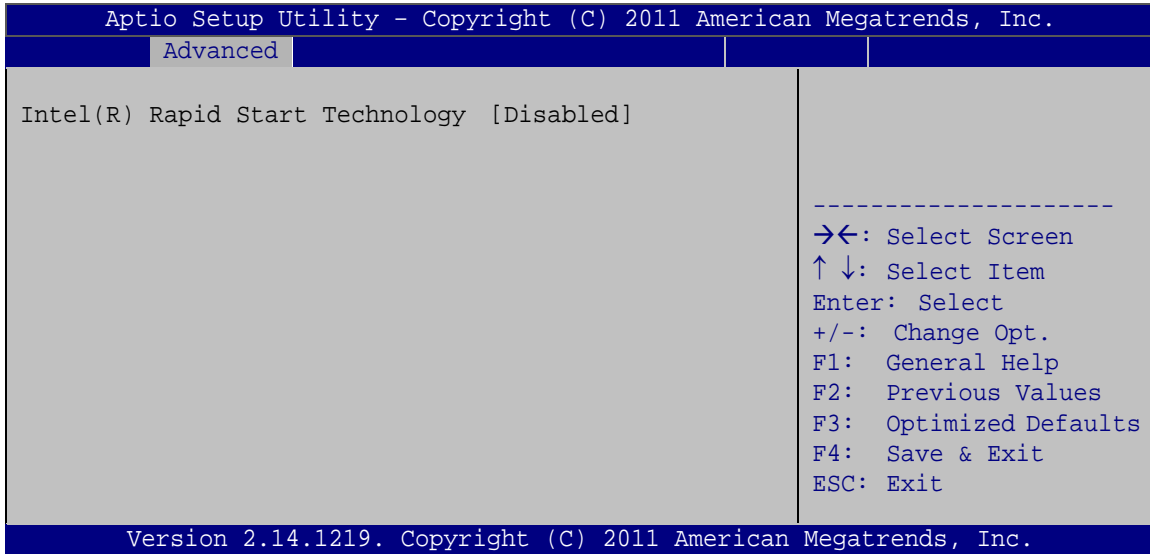 Aptio Setup Utility – Copyright (C) 2011 American Megatrends, Inc.
Advanced
Intel(R) Rapid Start Technology [Disabled]
---------------------
→←: Select Screen
↑ ↓: Select Item
Enter: Select
+/-: Change Opt.
F1: General Help
F2: Previous Values
F3: Optimized Defaults
F4: Save & Exit
ESC: Exit
Version 2.14.1219. Copyright (C) 2011 American Megatrends, Inc.